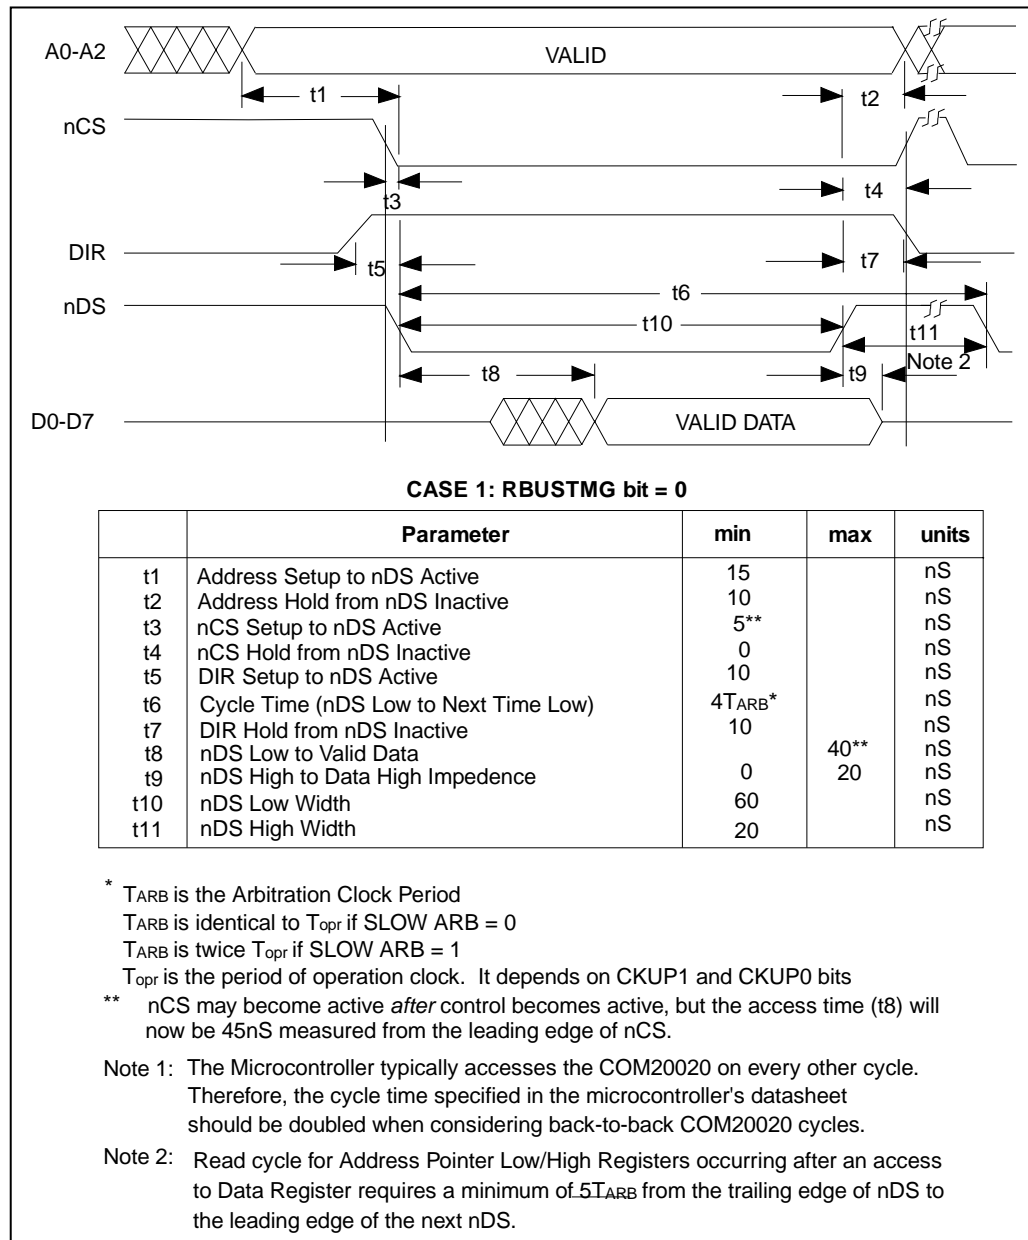 A0-A2
VALID
t1
t2
nCS
t3
t4
DIR
t5
t7
nDS
t6
t10
t11
Note 2
t8
t9
D0-D7
VALID DATA
CASE 1: RBUSTMG bit = 0
Parameter min max units
t1 Address Setup to nDS Active 15 nS
t2 Address Hold from nDS Inactive 10 nS
t3 nCS Setup to nDS Active 5** nS
t4 nCS Hold from nDS Inactive 0 nS
t5 DIR Setup to nDS Active 10 nS
t6 Cycle Time (nDS Low to Next Time Low) 4TARB* nS
t7 DIR Hold from nDS Inactive 10 nS
t8 nDS Low to Valid Data 40** nS
t9 nDS High to Data High Impedence 0 20 nS
t10 nDS Low Width 60 nS
t11 nDS High Width 20 nS
* TARB is the Arbitration Clock Period
TARB is identical to Topr if SLOW ARB = 0
TARB is twice Topr if SLOW ARB = 1
Topr is the period of operation clock. It depends on CKUP1 and CKUP0 bits
** nCS may become active after control becomes active, but the access time (t8) will
now be 45nS measured from the leading edge of nCS.
Note 1: The Microcontroller typically accesses the COM20020 on every other cycle.
Therefore, the cycle time specified in the microcontroller's datasheet
should be doubled when considering back-to-back COM20020 cycles.
Note 2: Read cycle for Address Pointer Low/High Registers occurring after an access
to Data Register requires a minimum of 5TARB from the trailing edge of nDS to
the leading edge of the next nDS.